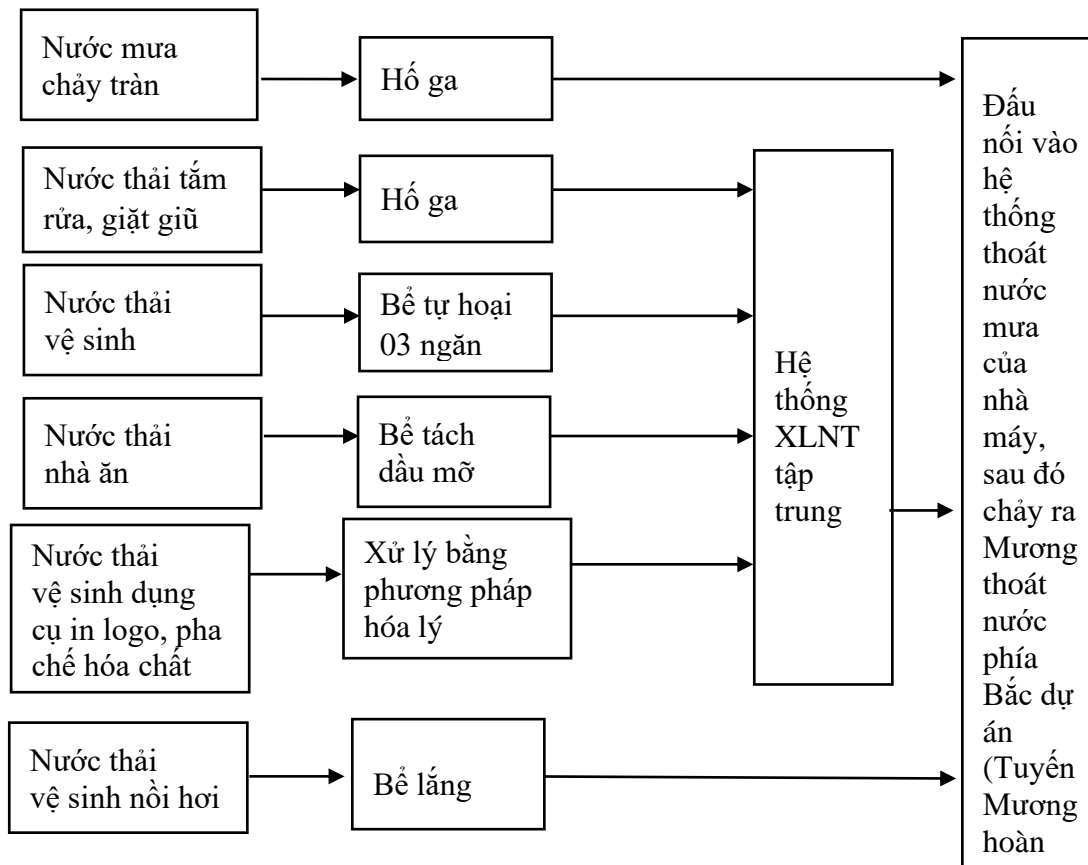 Nước mưa
chảy tràn
Hố ga
Nước thải tắm
rửa, giặt giũ
Hố ga
Nước thải
vệ sinh
Bể tự hoại
03 ngăn
Nước thải
nhà ăn
Bể tách
dầu mỡ
Nước thải
vệ sinh dụng
cụ in logo, pha
chế hóa chất
Xử lý bằng
phương pháp
hóa lý
Nước thải
vệ sinh nồi hơi
Bể lắng
Hệ
thống
XLNT
tập
trung
Đấu
nối vào
hệ
thống
thoát
nước
mưa
của
nhà
máy,
sau đó
chảy ra
Mương
thoát
nước
phía
Bắc dự
án
(Tuyến
Mương
hoàn